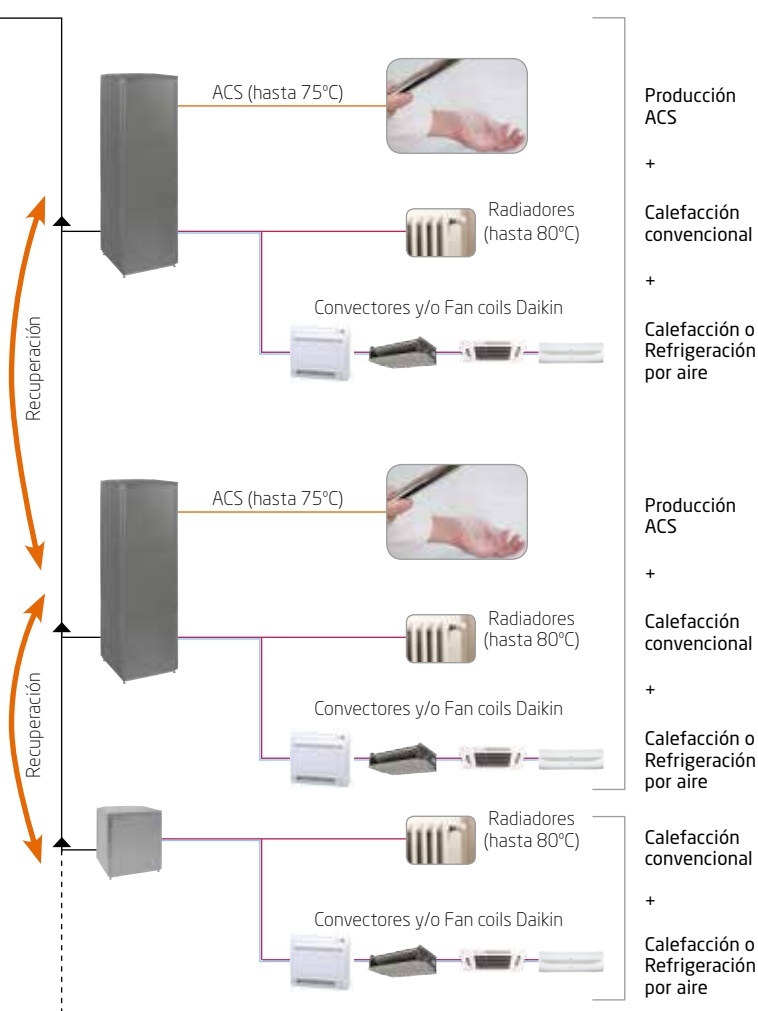 ACS (hasta 75ºC)
Producción
ACS
+
Recuperación
Radiadores
(hasta 80ºC)
Calefacción
convencional
+
Convectores y/o Fan coils Daikin
Calefacción o
Refrigeración
por aire
ACS (hasta 75ºC)
Producción
ACS
+
Recuperación
Radiadores
(hasta 80ºC)
Calefacción
convencional
+
Convectores y/o Fan coils Daikin
Calefacción o
Refrigeración
por aire
Radiadores
(hasta 80ºC)
Calefacción
convencional
+
Convectores y/o Fan coils Daikin
Calefacción o
Refrigeración
por aire